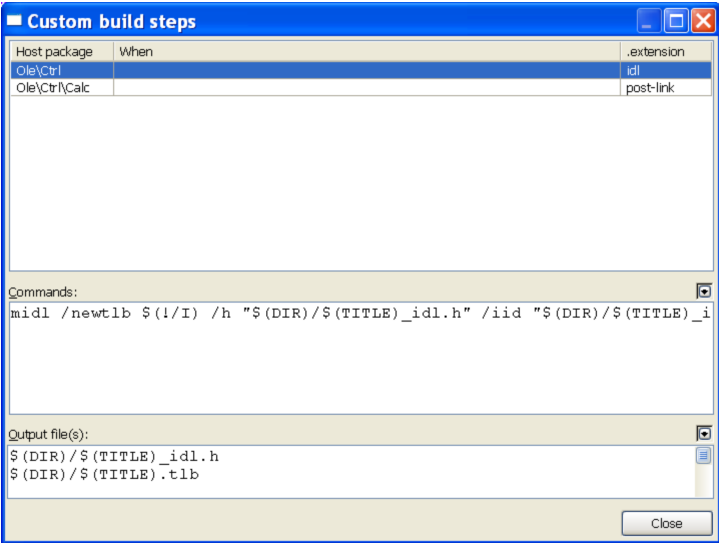 Custom build steps
Host package When .extension
Ole\Ctrl idl
Ole\Ctrl\Calc post-link
Commands:
midl /newtlb $(!/I) /h "$(DIR)/$(TITLE)_idl.h" /iid "$(DIR)/$(TITLE)_i
Output file(s):
$(DIR)/$(TITLE)_idl.h
$(DIR)/$(TITLE).tlb
Close